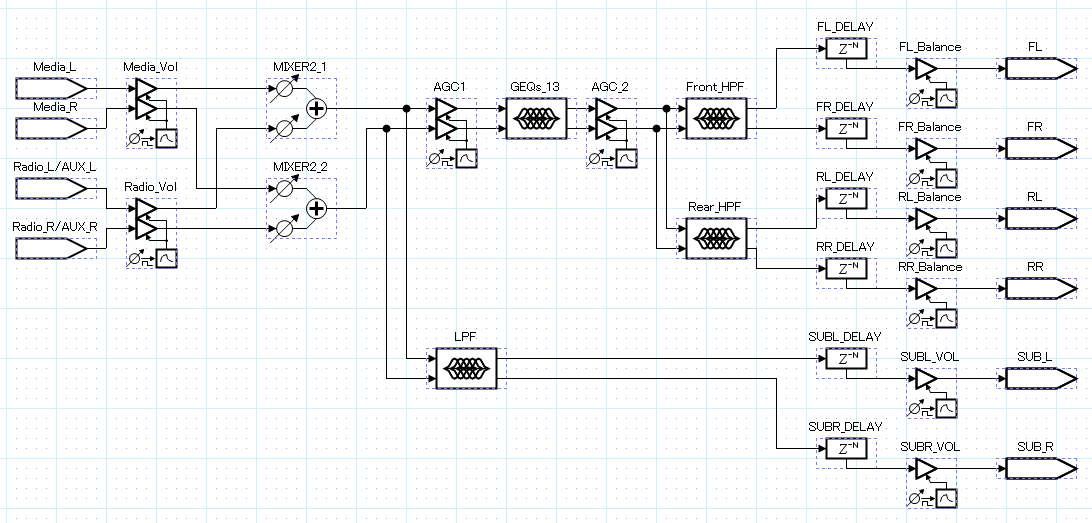 FL_DELAY
FL_Balance
FL
Z-N
Media_L
Media_Vol
MIXER2_1
AGC1
GEQs_13
AGC_2
Front_HPF
Media_R
FR_DELAY
Z-N
FR_Balance
FR
Radio_L/AUX_L
Radio_Vol
MIXER2_2
RL_DELAY
Z-N
RL_Balance
RL
Radio_R/AUX_R
Rear_HPF
RR_DELAY
Z-N
RR_Balance
RR
LPF
SUBL_DELAY
Z-N
SUBL_VOL
SUB_L
SUBR_DELAY
Z-N
SUBR_VOL
SUB_R